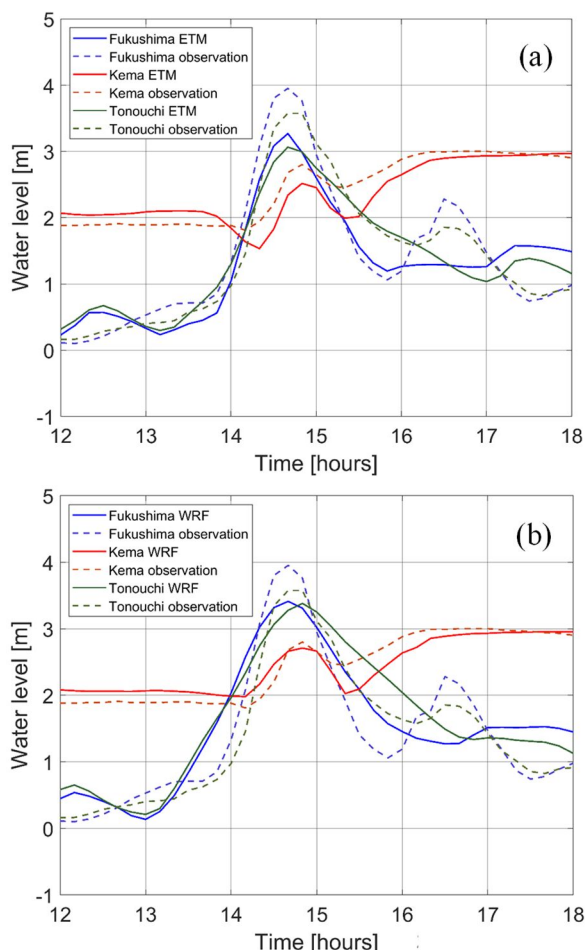 5
4
3
2
1
0
-1
Water level [m]
Fukushima ETM
Fukushima observation
Kema ETM
Kema observation
Tonouchi ETM
Tonouchi observation
(a)
12 13 14 15 16 17 18
Time [hours]
5
4
3
2
1
0
-1
Water level [m]
Fukushima WRF
Fukushima observation
Kema WRF
Kema observation
Tonouchi WRF
Tonouchi observation
(b)
12 13 14 15 16 17 18
Time [hours]